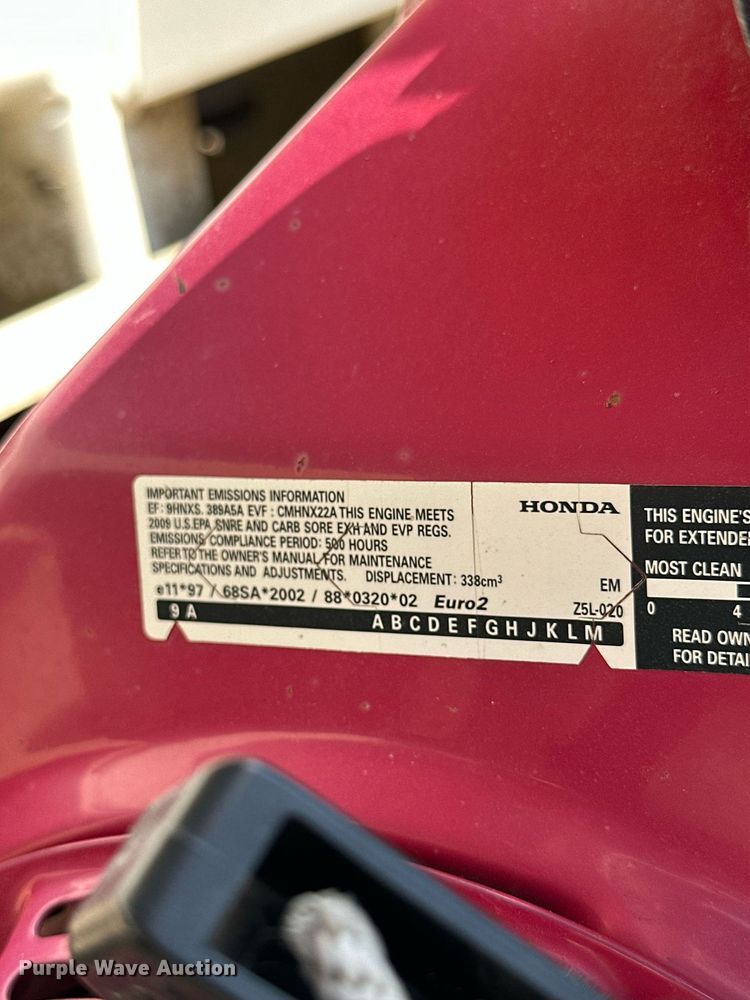 IMPORTANT EMISSIONS INFORMATION
EF: 9HNXS. 389A5A EVF : CMHNX22A THIS ENGINE MEETS
2009 U.S.EPA SNRE AND CARB SORE EXH AND EVP REGS.
EMISSIONS COMPLIANCE PERIOD: 500 HOURS
REFER TO THE OWNER'S MANUAL FOR MAINTENANCE
SPECIFICATIONS AND ADJUSTMENTS. DISPLACEMENT: 338cm³
e11*97 / 68SA*2002 / 88*0320*02 Euro2
9 A
A B C D E F G H J K L M
HONDA
EM
Z5L-020
THIS ENGINE'S
FOR EXTENDE
MOST CLEAN
0 4
READ OWN
FOR DETAI
Purple Wave Auction